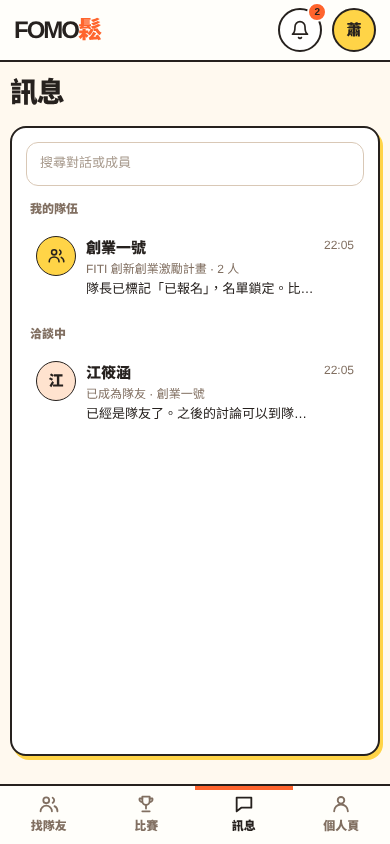 FOMO鬆
2
蕭
訊息
搜尋對話或成員
我的隊伍
創業一號
22:05
FITI 創新創業激勵計畫 · 2 人
隊長已標記「已報名」，名單鎖定。比…
洽談中
江
江筱涵
22:05
已成為隊友 · 創業一號
已經是隊友了。之後的討論可以到隊…
找隊友
比賽
訊息
個人頁